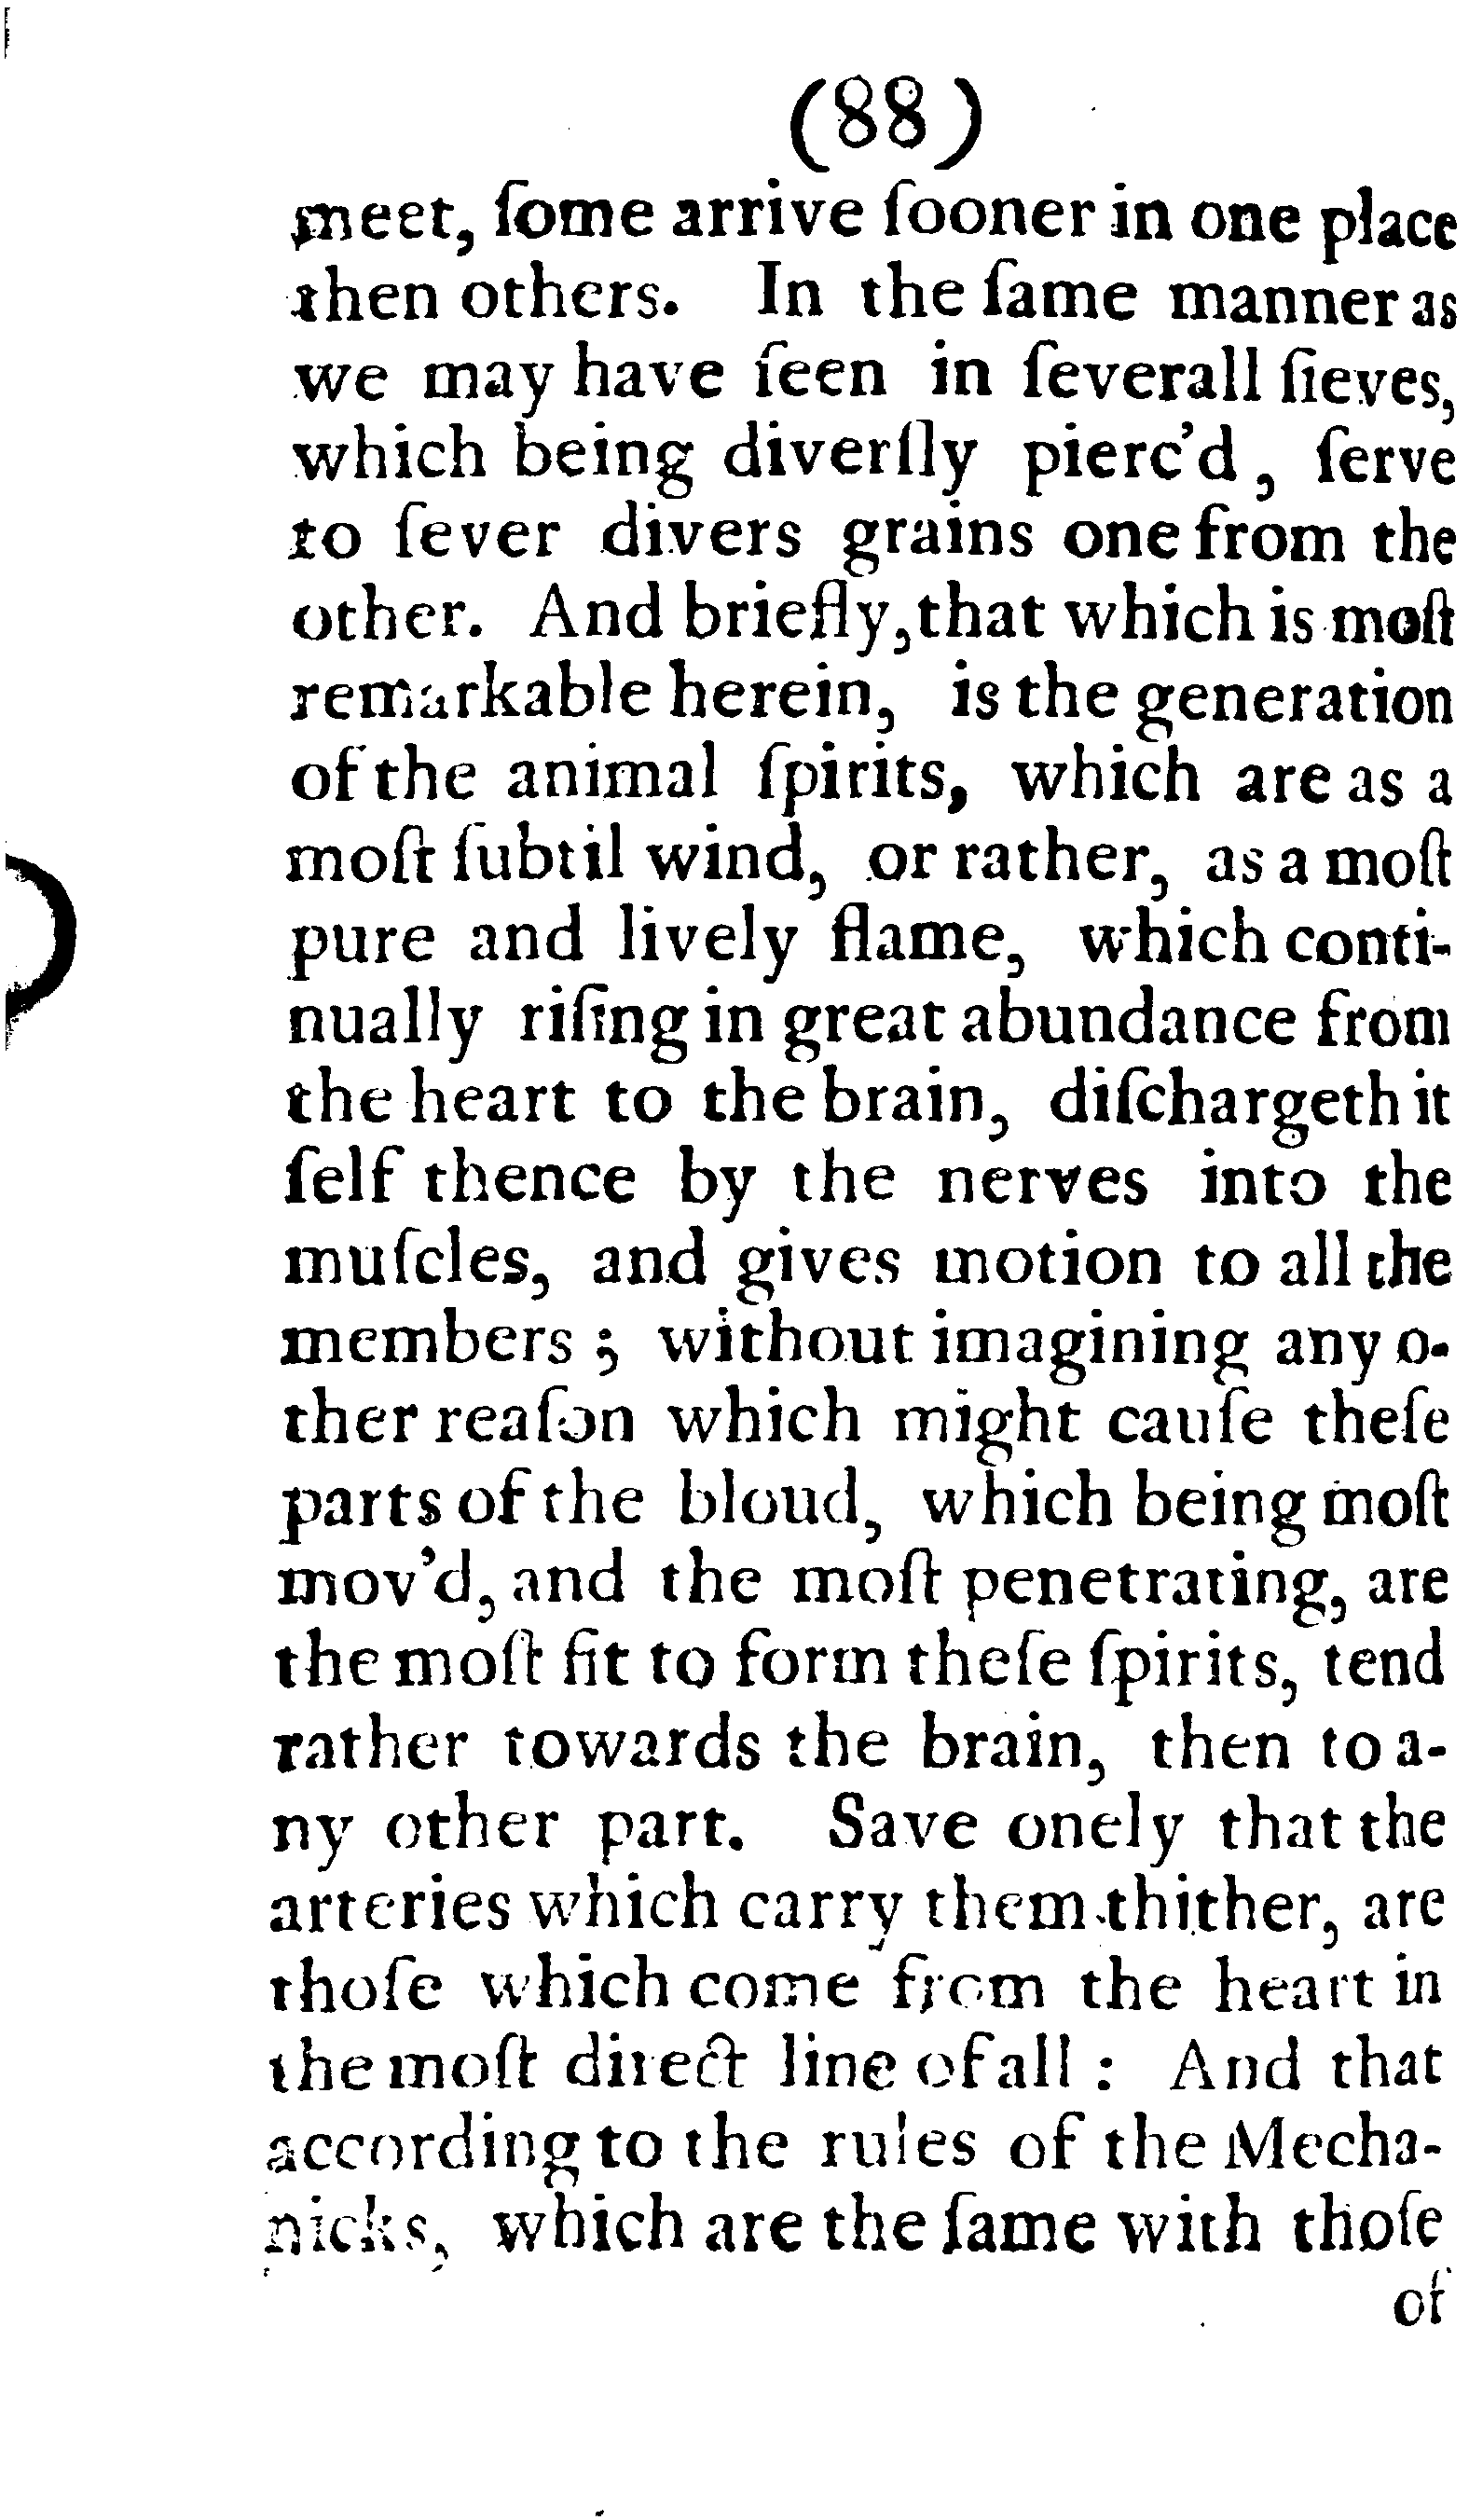 (88)
meet, ſome arrive ſooner in one place
then others. In the ſame manner as
we may have ſeen in ſeverall ſieves,
which being diverſly pierc'd, ſerve
to ſever divers grains one from the
other. And briefly, that which is moſt
remarkable herein, is the generation
of the animal ſpirits, which are as a
moſt ſubtil wind, or rather, as a moſt
pure and lively flame, which conti-
nually riſing in great abundance from
the heart to the brain, diſchargeth it
ſelf thence by the nerves into the
muſcles, and gives motion to all the
members; without imagining any o-
ther reaſon which might cauſe theſe
parts of the bloud, which being moſt
mov'd, and the moſt penetrating, are
the moſt fit to form theſe ſpirits, tend
rather towards the brain, then to a-
ny other part. Save onely that the
arteries which carry them thither, are
thoſe which come from the heart in
the moſt direct line of all: And that
according to the rules of the Mecha-
nicks, which are the ſame with thoſe
of